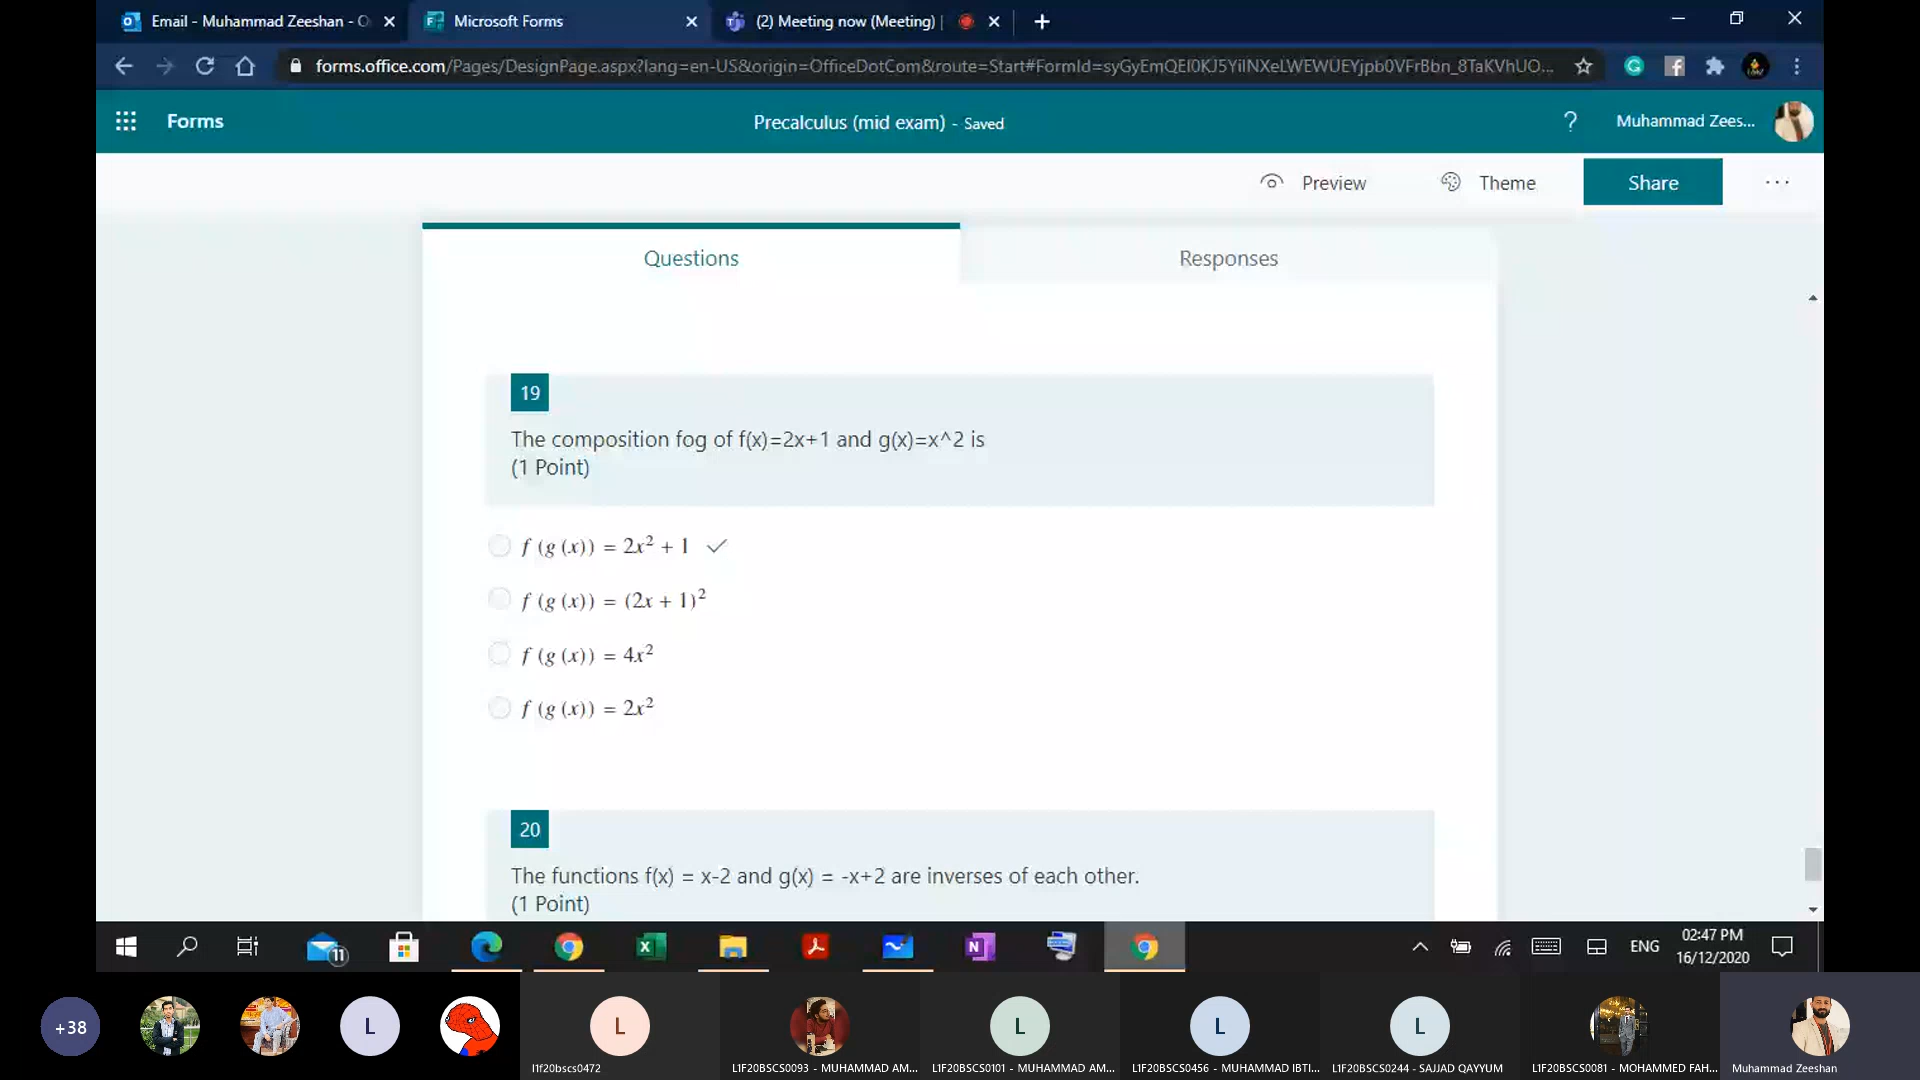 Email - Muhammad Zeeshan - O
Microsoft Forms
(2) Meeting now (Meeting) |
forms.office.com/Pages/DesignPage.aspx?lang=en-US&origin=OfficeDotCom&route=Start#FormId=syGyEmQEI0KJ5YiINXeLWEWUEYjpb0VFrBbn_8TaKVhUO...
Forms
Precalculus (mid exam) - Saved
?
Muhammad Zees...
Preview
Theme
Share
...
Questions
Responses
19
The composition fog of f(x)=2x+1 and g(x)=x^2 is
(1 Point)
f (g (x)) = 2x² + 1
f (g (x)) = (2x + 1)²
f (g (x)) = 4x²
f (g (x)) = 2x²
20
The functions f(x) = x-2 and g(x) = -x+2 are inverses of each other.
(1 Point)
11
ENG
02:47 PM
16/12/2020
+38
L
L
L
L
L
l1f20bscs0472
L1F20BSCS0093 - MUHAMMAD AM...
L1F20BSCS0101 - MUHAMMAD AM...
L1F20BSCS0456 - MUHAMMAD IBTI...
L1F20BSCS0244 - SAJJAD QAYYUM
L1F20BSCS0081 - MOHAMMED FAH...
Muhammad Zeeshan